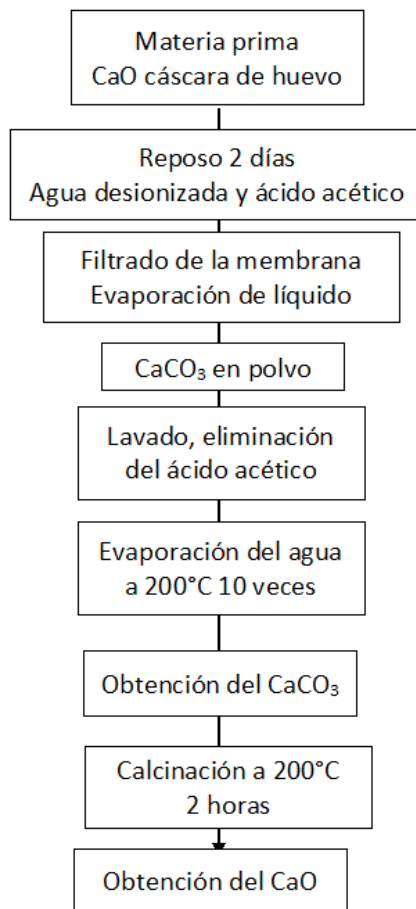 Materia prima
CaO cáscara de huevo
Reposo 2 días
Agua desionizada y ácido acético
Filtrado de la membrana
Evaporación de líquido
CaCO₃ en polvo
Lavado, eliminación
del ácido acético
Evaporación del agua
a 200°C 10 veces
Obtención del CaCO₃
Calcinación a 200°C
2 horas
Obtención del CaO